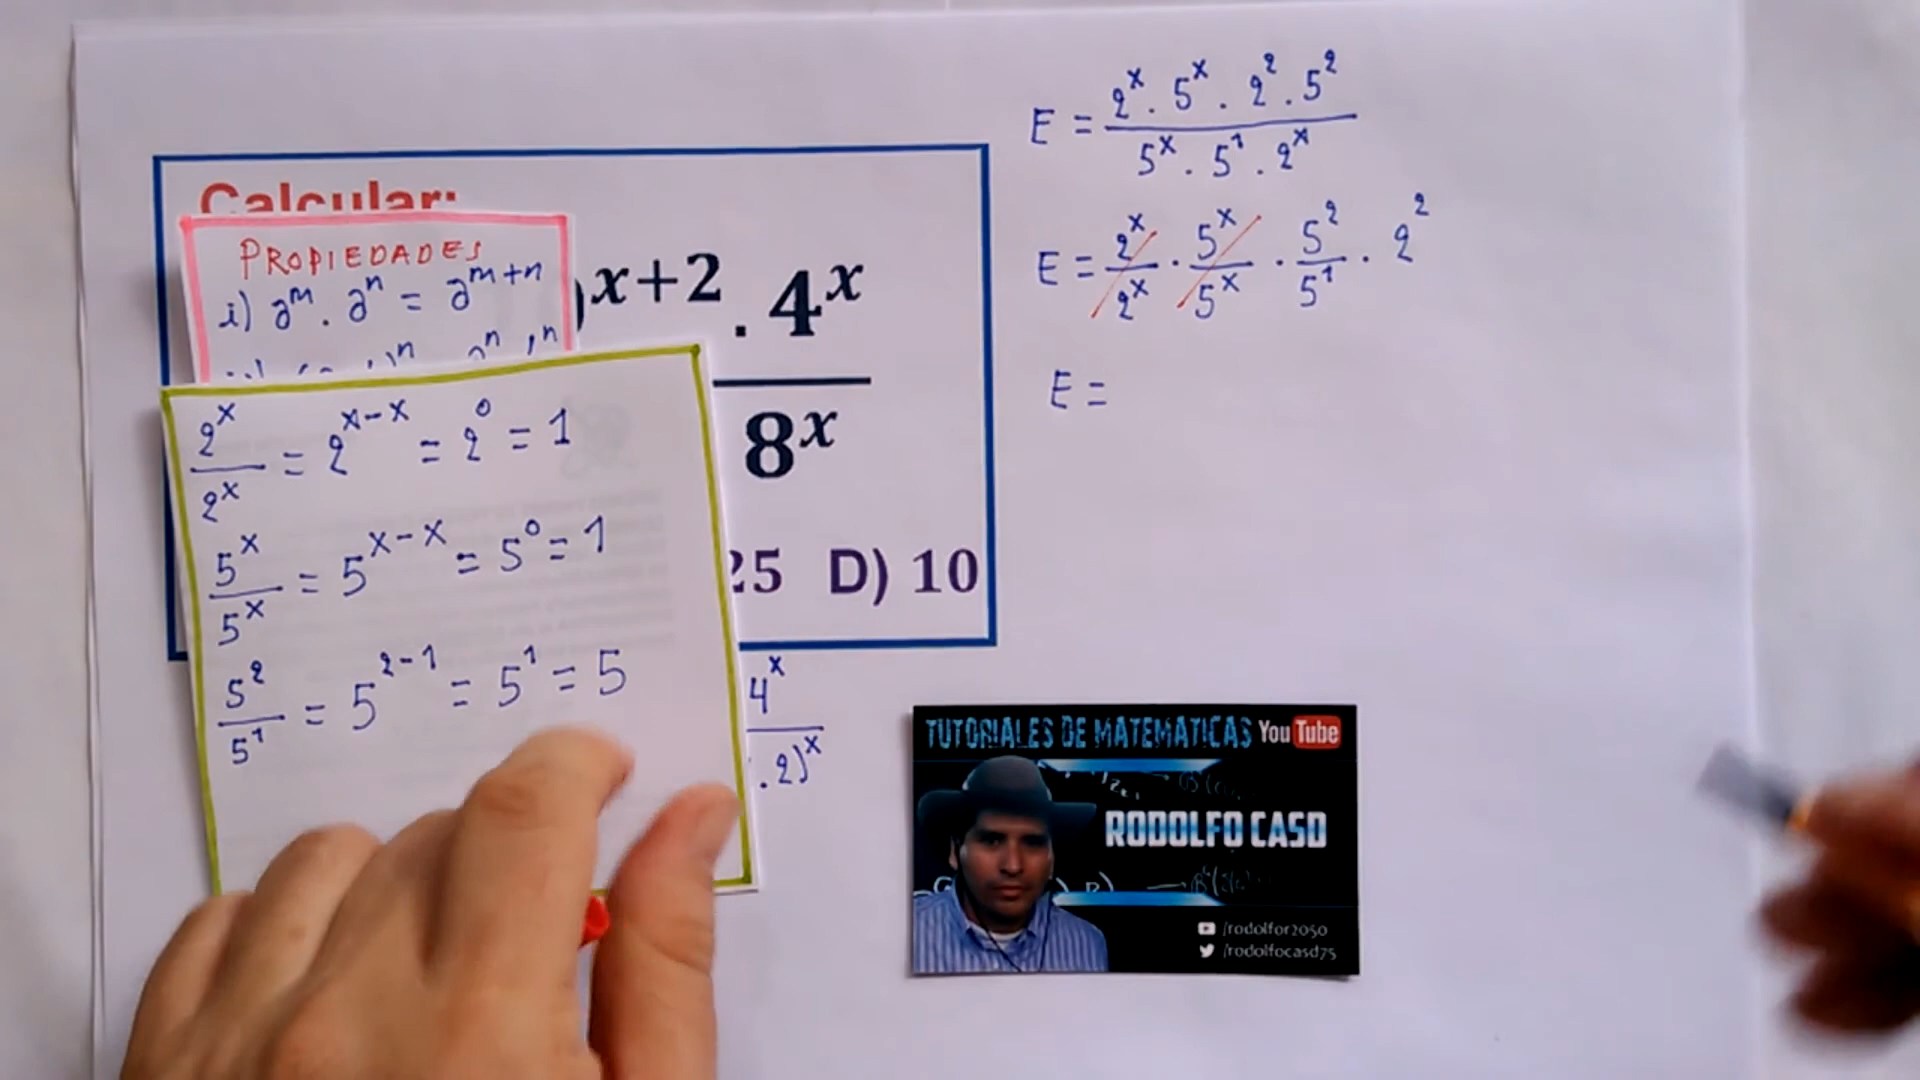 Calcular:
PROPIEDADES
i) a^m . a^n = a^(m+n)
)^(x+2) . 4^x
8^x
25 D) 10
2^x/2^x = 2^(x-x) = 2^0 = 1
5^x/5^x = 5^(x-x) = 5^0 = 1
5^2/5^1 = 5^(2-1) = 5^1 = 5
4^x
. 2)^x
E = (2^x . 5^x . 2^2 . 5^2)/(5^x . 5^1 . 2^x)
E = 2^x/2^x . 5^x/5^x . 5^2/5^1 . 2^2
E =
TUTORIALES DE MATEMATICAS YouTube
RODOLFO CASD
/rodolfor2050
/rodolfocasd75